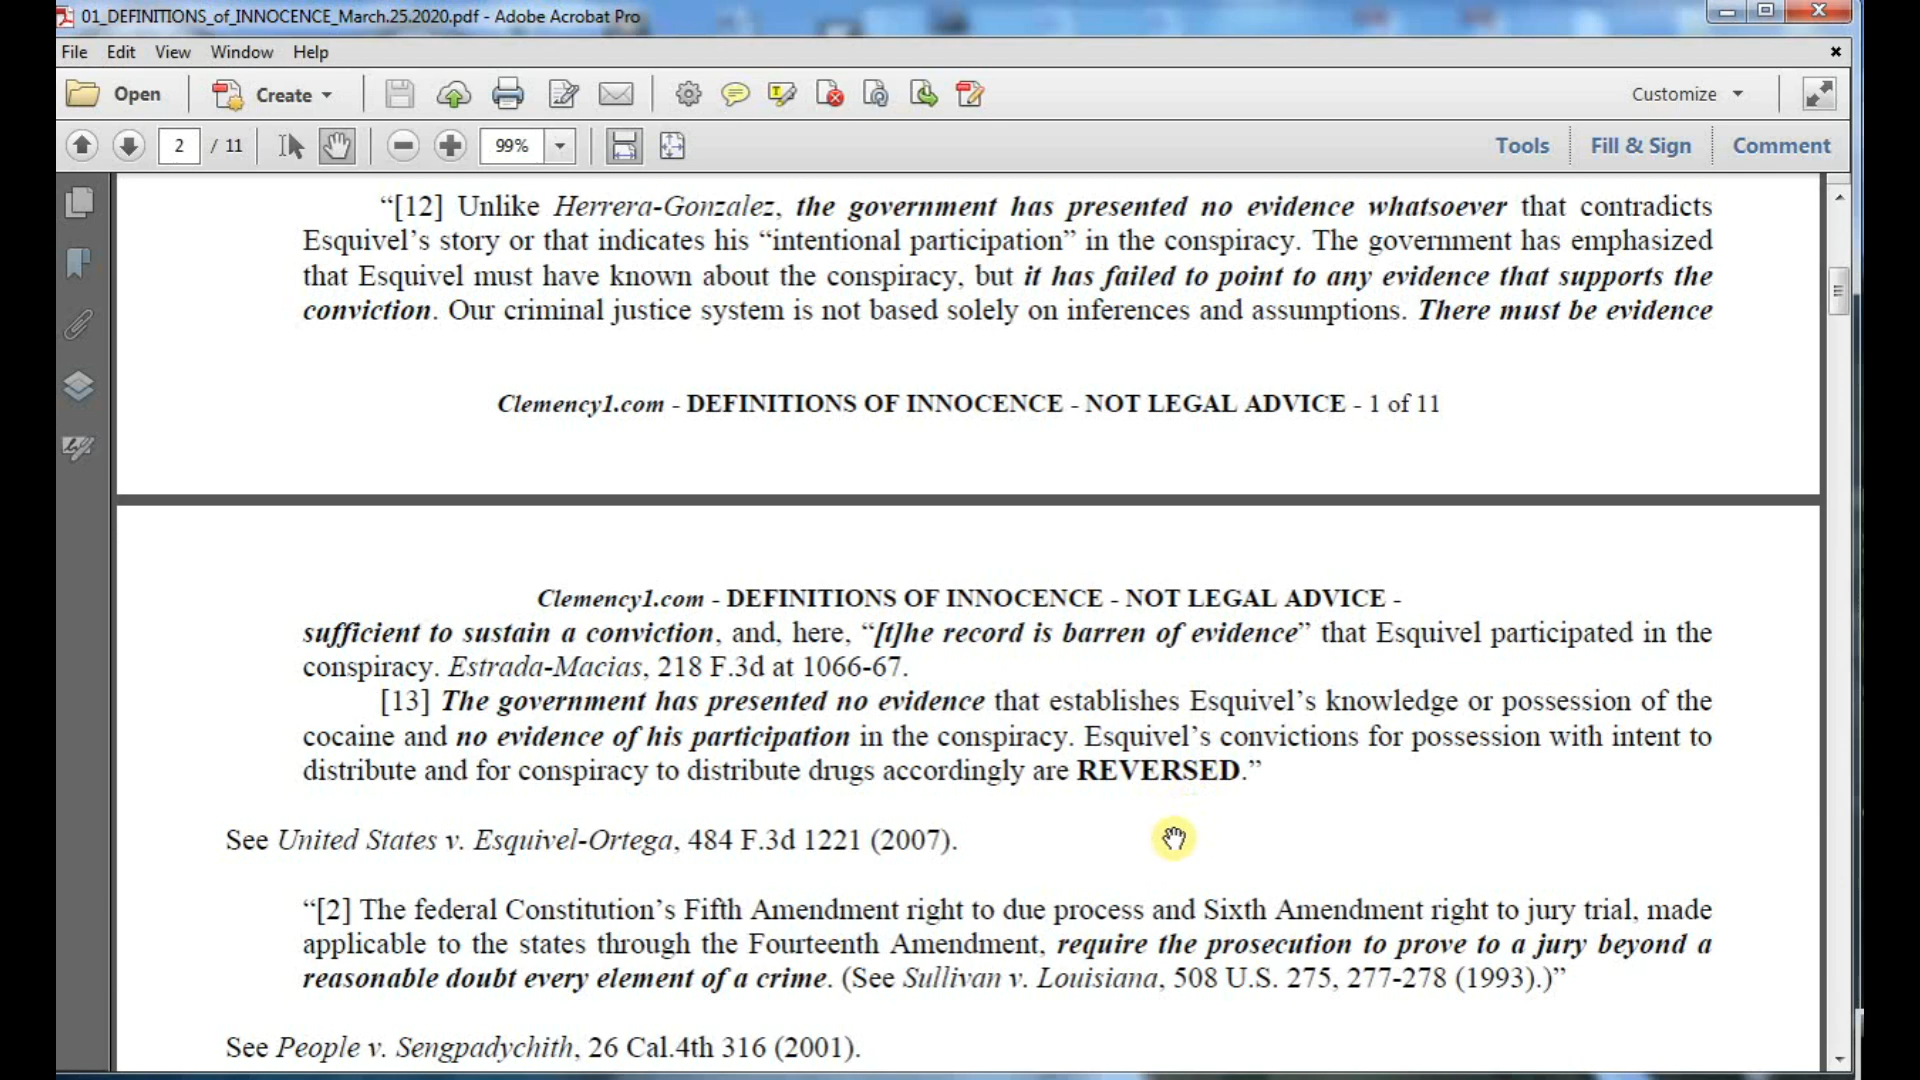 01_DEFINITIONS_of_INNOCENCE_March.25.2020.pdf - Adobe Acrobat Pro
File Edit View Window Help
Open Create Customize
2 / 11 99% Tools Fill & Sign Comment
“[12] Unlike Herrera-Gonzalez, the government has presented no evidence whatsoever that contradicts
Esquivel’s story or that indicates his “intentional participation” in the conspiracy. The government has emphasized
that Esquivel must have known about the conspiracy, but it has failed to point to any evidence that supports the
conviction. Our criminal justice system is not based solely on inferences and assumptions. There must be evidence
Clemency1.com - DEFINITIONS OF INNOCENCE - NOT LEGAL ADVICE - 1 of 11
Clemency1.com - DEFINITIONS OF INNOCENCE - NOT LEGAL ADVICE -
sufficient to sustain a conviction, and, here, “[t]he record is barren of evidence” that Esquivel participated in the
conspiracy. Estrada-Macias, 218 F.3d at 1066-67.
[13] The government has presented no evidence that establishes Esquivel’s knowledge or possession of the
cocaine and no evidence of his participation in the conspiracy. Esquivel’s convictions for possession with intent to
distribute and for conspiracy to distribute drugs accordingly are REVERSED.”
See United States v. Esquivel-Ortega, 484 F.3d 1221 (2007).
“[2] The federal Constitution’s Fifth Amendment right to due process and Sixth Amendment right to jury trial, made
applicable to the states through the Fourteenth Amendment, require the prosecution to prove to a jury beyond a
reasonable doubt every element of a crime. (See Sullivan v. Louisiana, 508 U.S. 275, 277-278 (1993).)”
See People v. Sengpadychith, 26 Cal.4th 316 (2001).